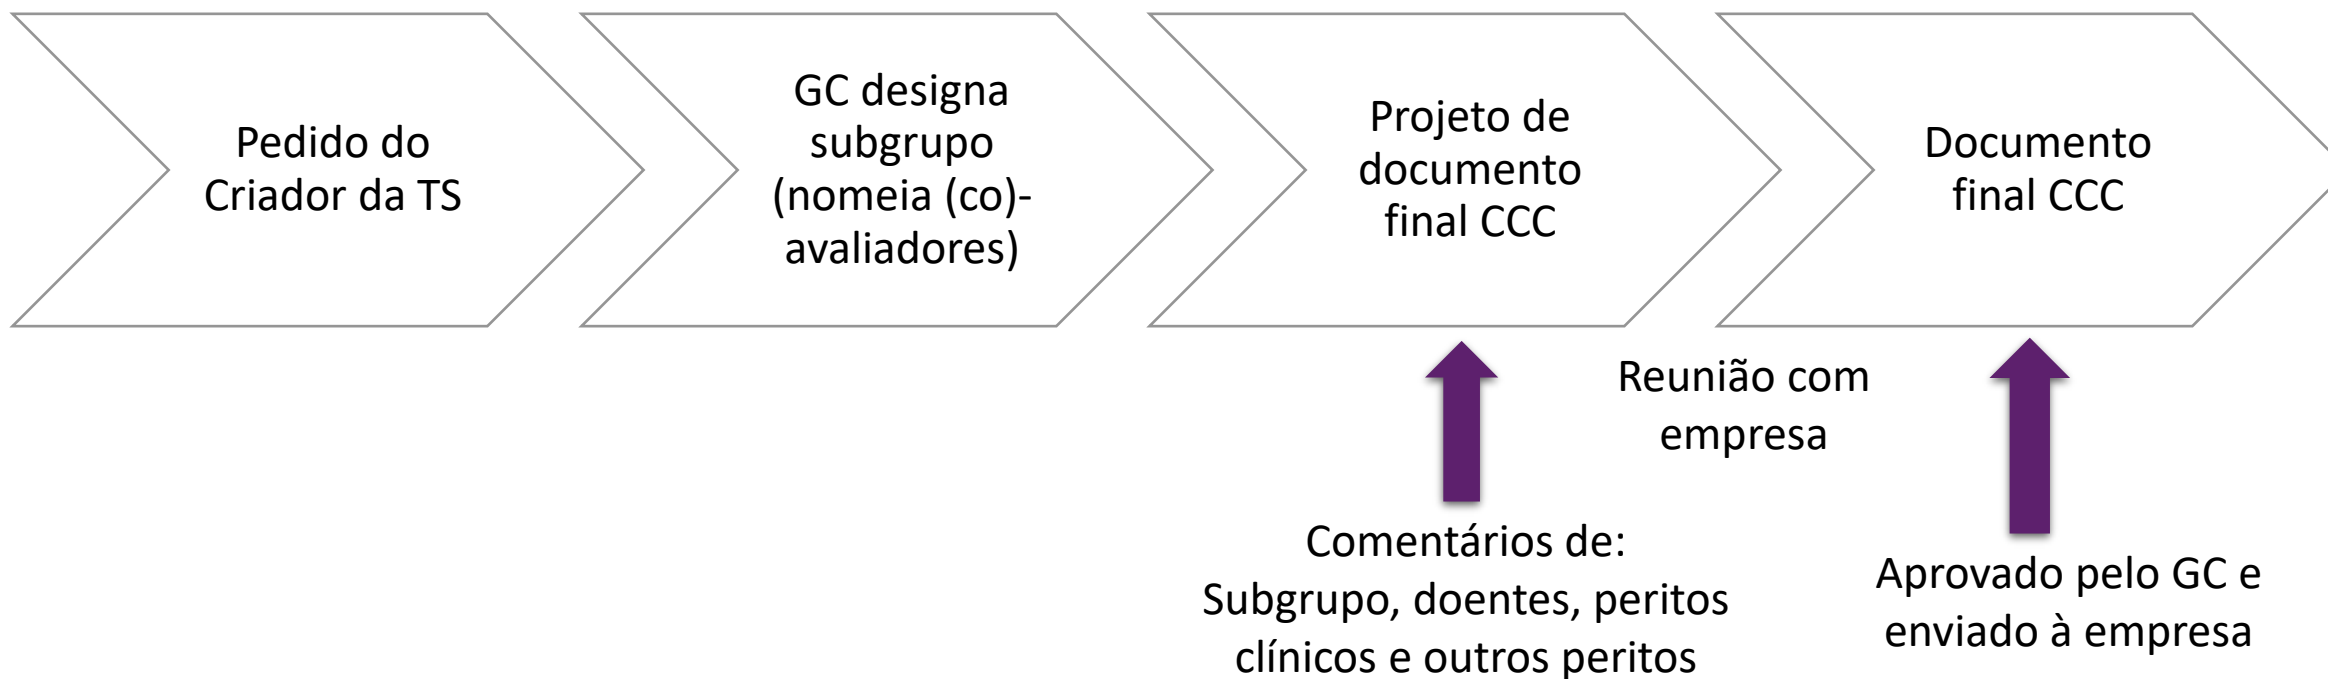 Pedido do
Criador da TS
GC designa
subgrupo
(nomeia (co)-
avaliadores)
Projeto de
documento
final CCC
Documento
final CCC
Reunião com
empresa
Comentários de:
Subgrupo, doentes, peritos
clínicos e outros peritos
Aprovado pelo GC e
enviado à empresa